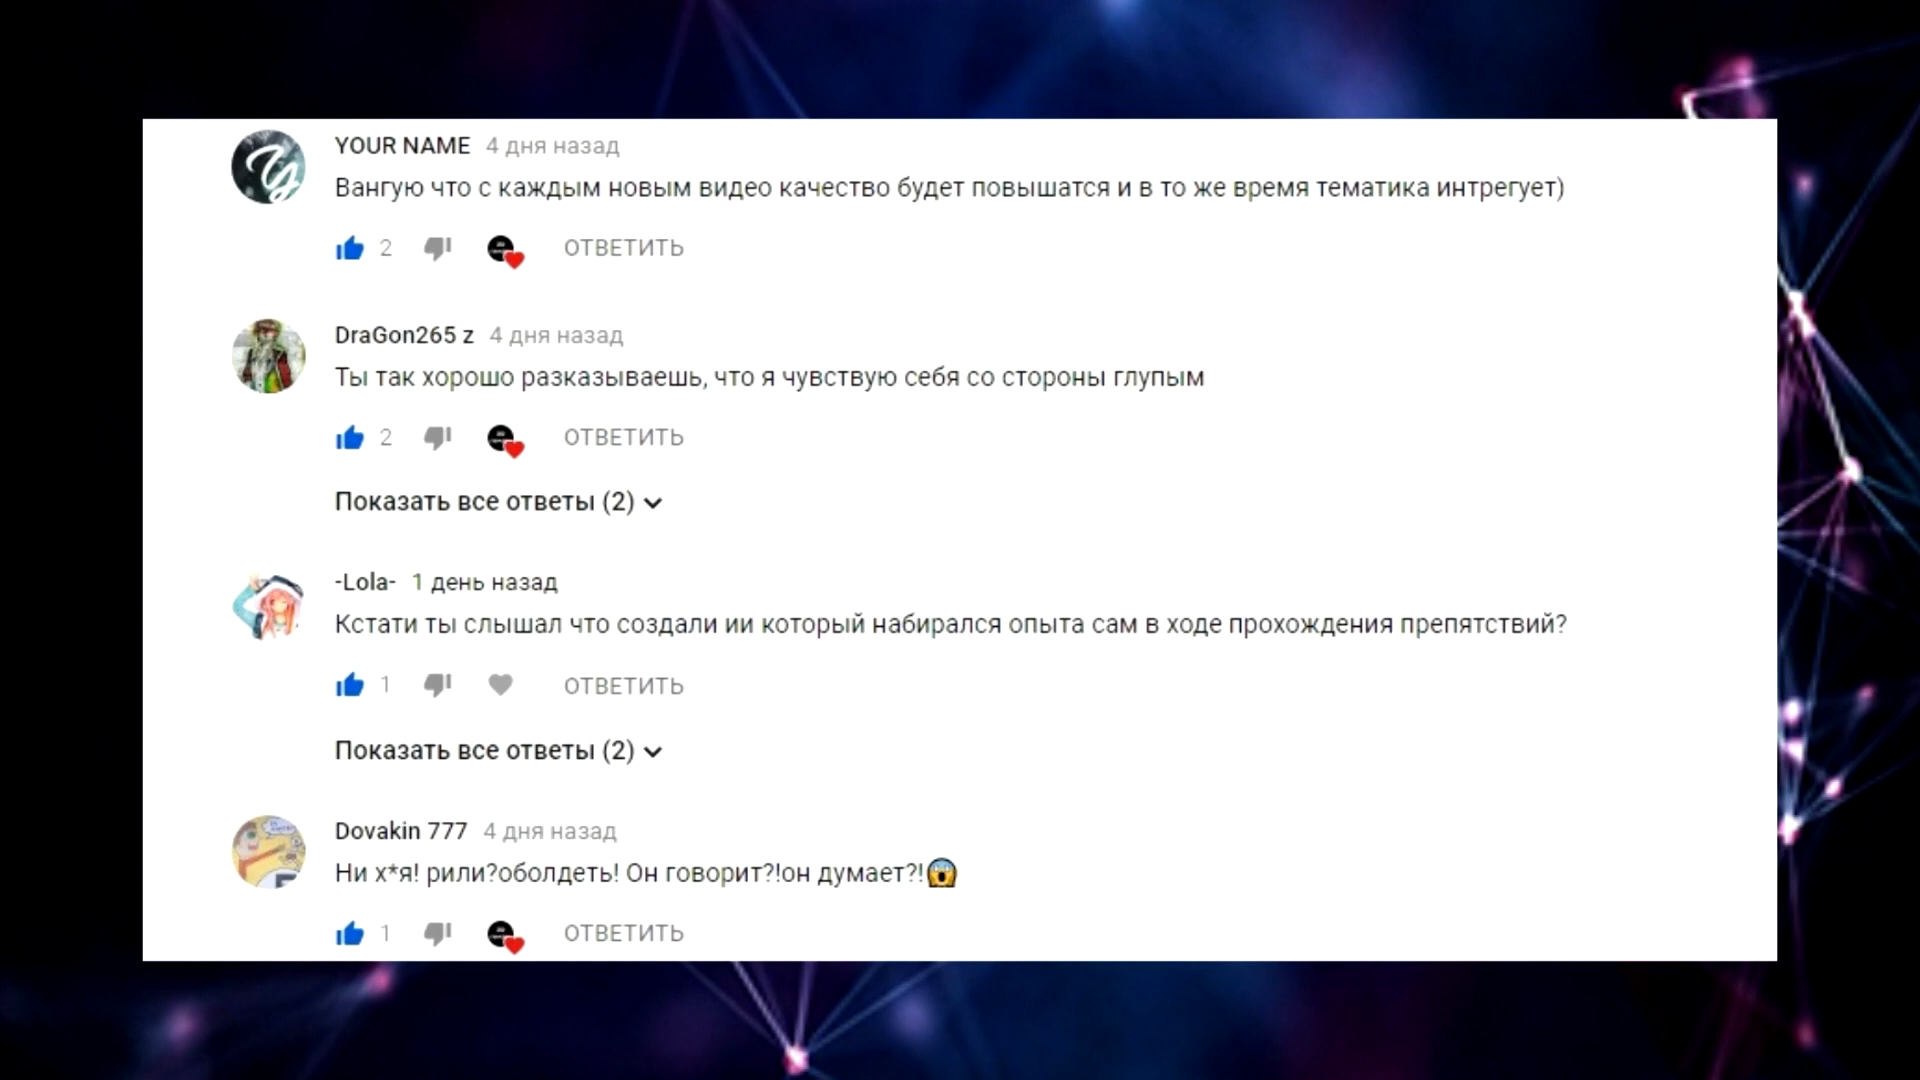 YOUR NAME 4 дня назад
Вангую что с каждым новым видео качество будет повышатся и в то же время тематика интрегует)
2 ОТВЕТИТЬ
DraGon265 z 4 дня назад
Ты так хорошо разказываешь, что я чувствую себя со стороны глупым
2 ОТВЕТИТЬ
Показать все ответы (2)
-Lola- 1 день назад
Кстати ты слышал что создали ии который набирался опыта сам в ходе прохождения препятствий?
1 ОТВЕТИТЬ
Показать все ответы (2)
Dovakin 777 4 дня назад
Ни х*я! рили?оболдеть! Он говорит?!он думает?!😱
1 ОТВЕТИТЬ